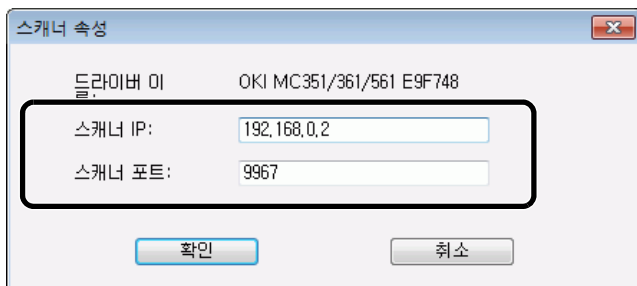 스캐너 속성
드라이버 이 OKI MC351/361/561 E9F748
스캐너 IP: 192,168,0,2
스캐너 포트: 9967
확인 취소